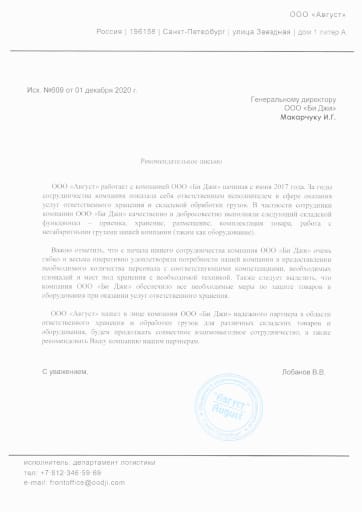 ООО «Август»
Россия | 196158 | Санкт-Петербург | улица Звездная | дом 1 литер А
Исх. №609 от 01 декабря 2020 г.
Генеральному директору
ООО «Би Джи»
Макарчуку И.Г.
Рекомендательное письмо
ООО «Август» работает с компанией ООО «Би Джи» начиная с июня 2017 года. За годы
сотрудничества компания показала себя ответственным исполнителем в сфере оказания
услуг ответственного хранения и складской обработки грузов. В частности сотрудники
компании ООО «Би Джи» качественно и добросовестно выполняли следующий складской
функционал – приемка, хранение, размещение, комплектация товара, работа с
негабаритными грузами нашей компании (таким как оборудование).
Важно отметить, что с начала нашего сотрудничества компания ООО «Би Джи» очень
гибко и весьма оперативно удовлетворяла потребности нашей компании в предоставлении
необходимого количества персонала с соответствующими компетенциями, необходимых
площадей и мест под хранения с необходимой техникой. Также следует выделить, что
компания ООО «Би Джи» обеспечило все необходимые меры по защите товаров и
оборудования при оказании услуг ответственного хранения.
ООО «Август» нашел в лице компании ООО «Би Джи» надежного партнера в области
ответственного хранения и обработки грузов для различных складских товаров и
оборудования, будем продолжать совместное взаимовыгодное сотрудничество, а также
рекомендовать Вашу компанию нашим партнерам.
С уважением,
Лобанов В.В.
"Август"
August
исполнитель: департамент логистики
тел: +7-812-346-59-69
e-mail: frontoffice@oodji.com